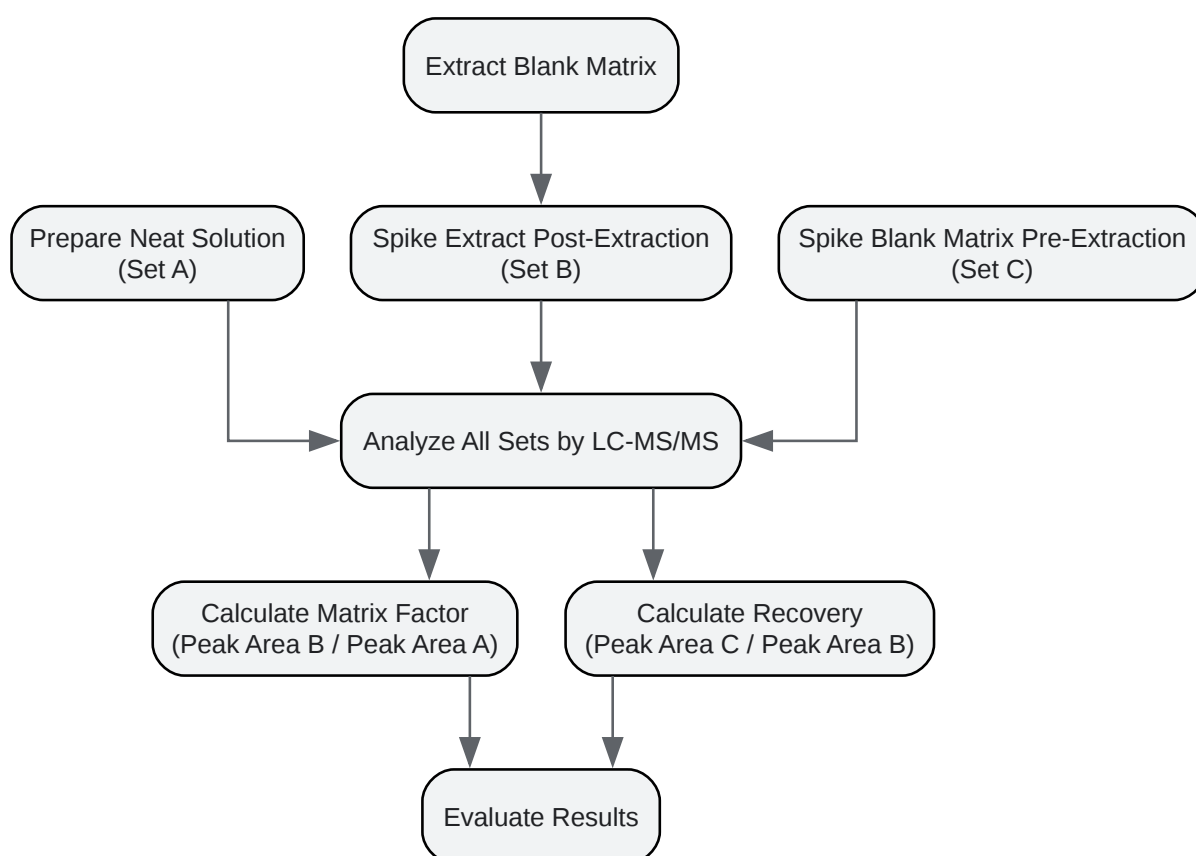 Extract Blank Matrix
Prepare Neat Solution
(Set A)
Spike Extract Post-Extraction
(Set B)
Spike Blank Matrix Pre-Extraction
(Set C)
Analyze All Sets by LC-MS/MS
Calculate Matrix Factor
(Peak Area B / Peak Area A)
Calculate Recovery
(Peak Area C / Peak Area B)
Evaluate Results